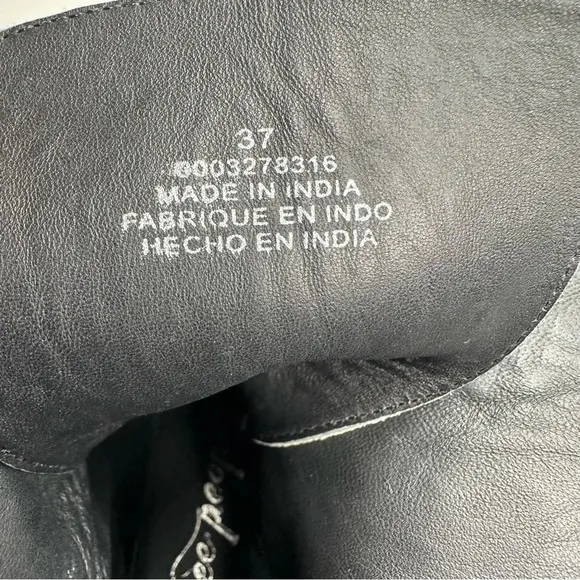 37
0003278316
MADE IN INDIA
FABRIQUE EN INDO
HECHO EN INDIA